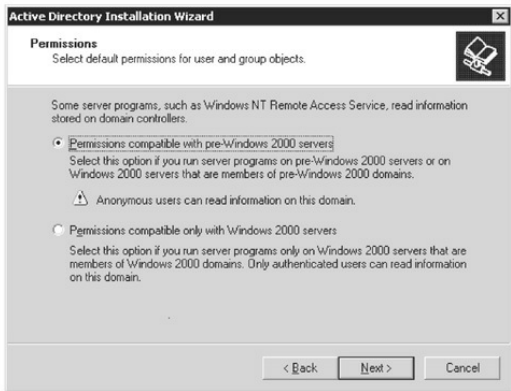 Active Directory Installation Wizard
Permissions
Select default permissions for user and group objects.
Some server programs, such as Windows NT Remote Access Service, read information
stored on domain controllers.
Permissions compatible with pre-Windows 2000 servers
Select this option if you run server programs on pre-Windows 2000 servers or on
Windows 2000 servers that are members of pre-Windows 2000 domains.
Anonymous users can read information on this domain.
Permissions compatible only with Windows 2000 servers
Select this option if you run server programs only on Windows 2000 servers that are
members of Windows 2000 domains. Only authenticated users can read information
on this domain.
< Back Next > Cancel